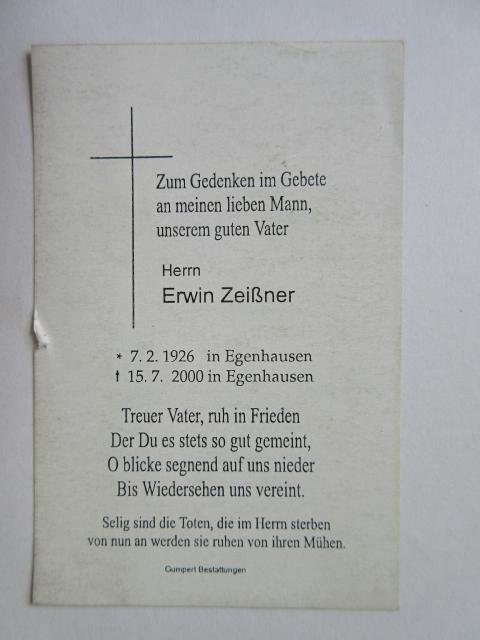 Zum Gedenken im Gebete
an meinen lieben Mann,
unserem guten Vater
Herrn
Erwin Zeißner
* 7. 2. 1926 in Egenhausen
† 15. 7. 2000 in Egenhausen
Treuer Vater, ruh in Frieden
Der Du es stets so gut gemeint,
O blicke segnend auf uns nieder
Bis Wiedersehen uns vereint.
Selig sind die Toten, die im Herrn sterben
von nun an werden sie ruhen von ihren Mühen.
Gumpert Bestattungen